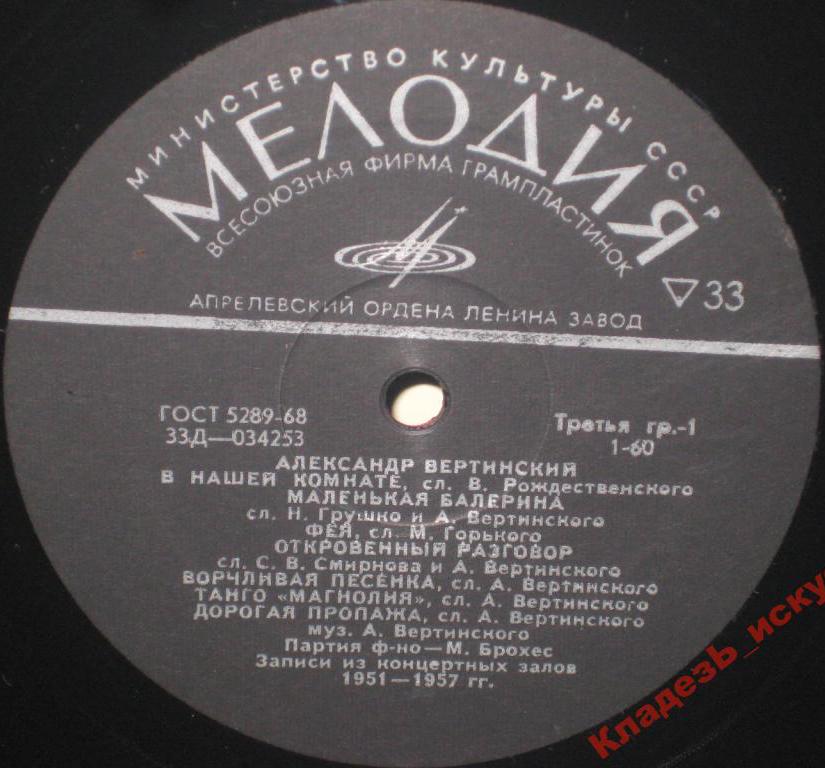 МИНИСТЕРСТВО КУЛЬТУРЫ СССР
МЕЛОДИЯ
ВСЕСОЮЗНАЯ ФИРМА ГРАМПЛАСТИНОК
33
АПРЕЛЕВСКИЙ ОРДЕНА ЛЕНИНА ЗАВОД
ГОСТ 5289-68
33Д—034253
Третья гр.-1
1-60
АЛЕКСАНДР ВЕРТИНСКИЙ
В НАШЕЙ КОМНАТЕ, сл. В. Рождественского
МАЛЕНЬКАЯ БАЛЕРИНА
сл. Н. Грушко и А. Вертинского
ФЕЯ, сл. М. Горького
ОТКРОВЕННЫЙ РАЗГОВОР
сл. С. В. Смирнова и А. Вертинского
ВОРЧЛИВАЯ ПЕСЕНКА, сл. А. Вертинского
ТАНГО «МАГНОЛИЯ», сл. А. Вертинского
ДОРОГАЯ ПРОПАЖА, сл. А. Вертинского
муз. А. Вертинского
Партия ф-но—М. Брохес
Записи из концертных залов
1951—1957 гг.
КладезЬ_иску